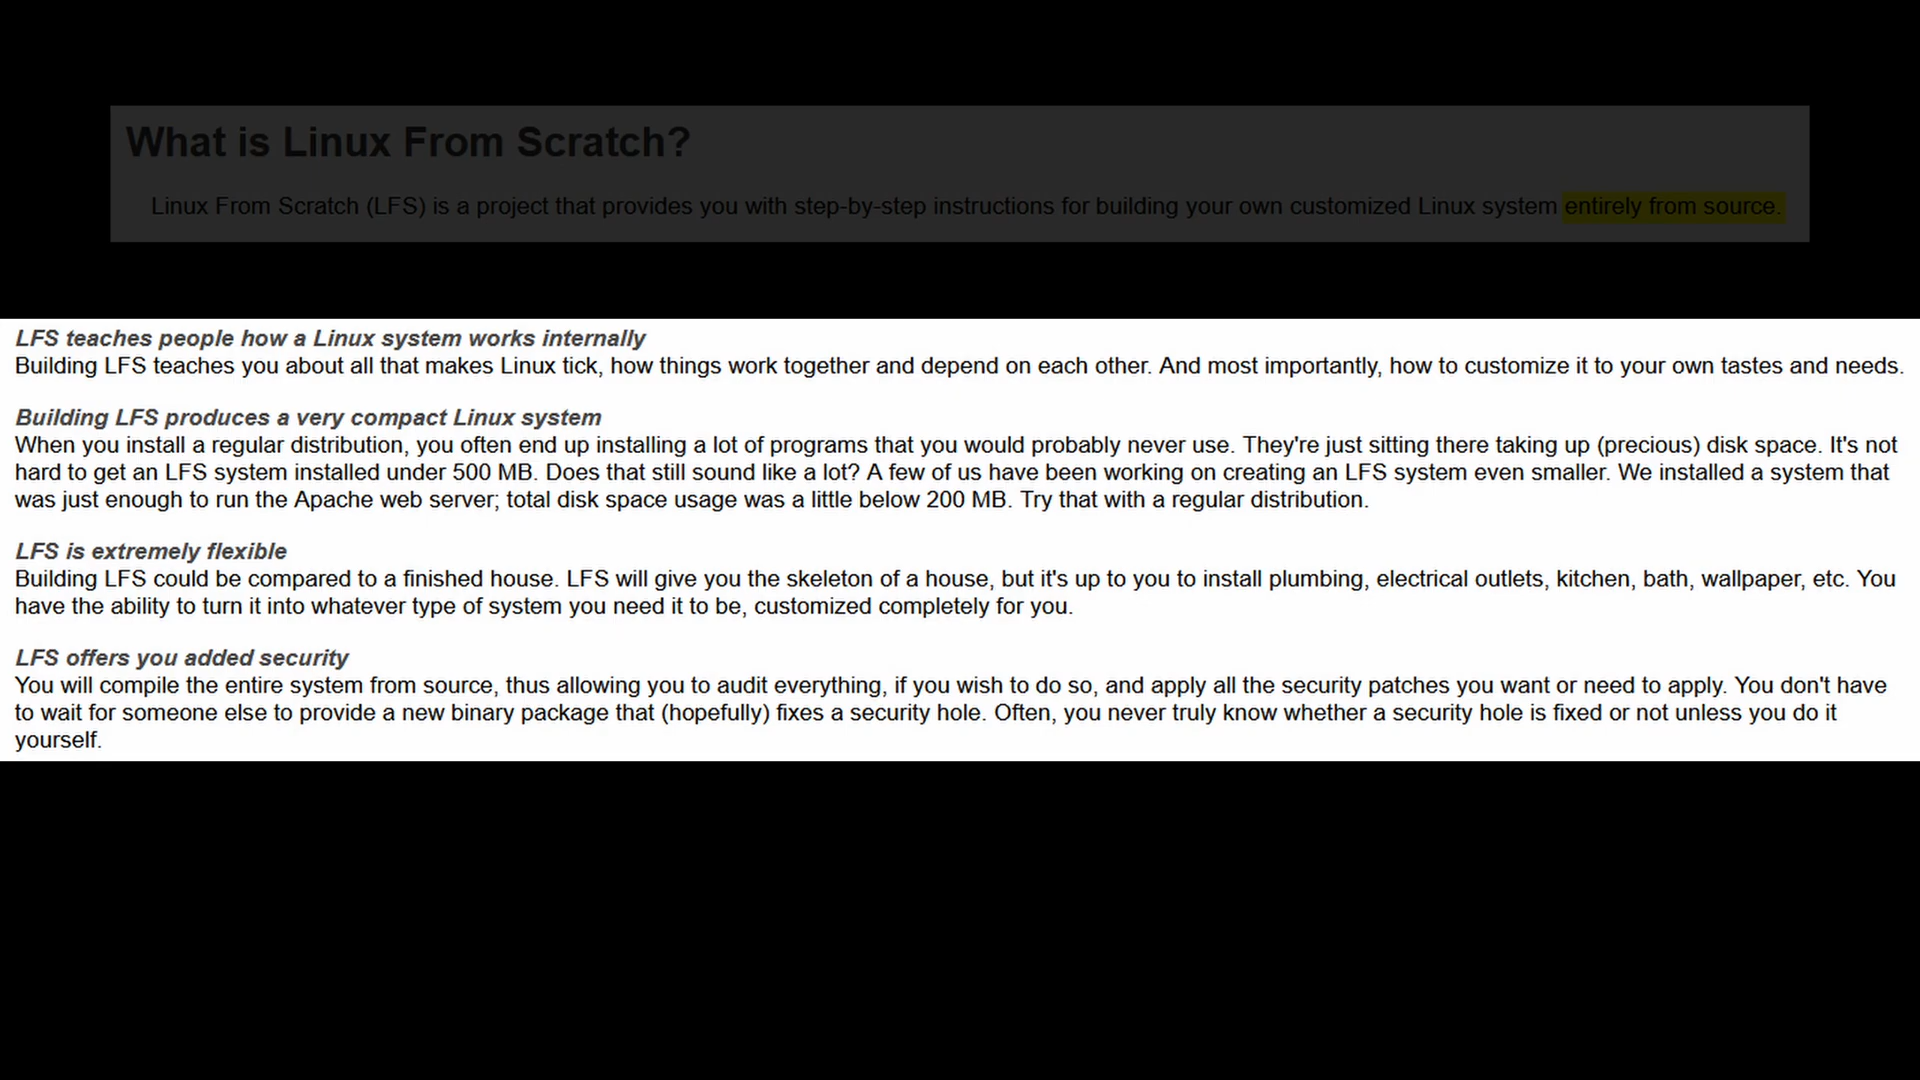 What is Linux From Scratch?
Linux From Scratch (LFS) is a project that provides you with step-by-step instructions for building your own customized Linux system entirely from source.
LFS teaches people how a Linux system works internally
Building LFS teaches you about all that makes Linux tick, how things work together and depend on each other. And most importantly, how to customize it to your own tastes and needs.
Building LFS produces a very compact Linux system
When you install a regular distribution, you often end up installing a lot of programs that you would probably never use. They're just sitting there taking up (precious) disk space. It's not
hard to get an LFS system installed under 500 MB. Does that still sound like a lot? A few of us have been working on creating an LFS system even smaller. We installed a system that
was just enough to run the Apache web server; total disk space usage was a little below 200 MB. Try that with a regular distribution.
LFS is extremely flexible
Building LFS could be compared to a finished house. LFS will give you the skeleton of a house, but it's up to you to install plumbing, electrical outlets, kitchen, bath, wallpaper, etc. You
have the ability to turn it into whatever type of system you need it to be, customized completely for you.
LFS offers you added security
You will compile the entire system from source, thus allowing you to audit everything, if you wish to do so, and apply all the security patches you want or need to apply. You don't have
to wait for someone else to provide a new binary package that (hopefully) fixes a security hole. Often, you never truly know whether a security hole is fixed or not unless you do it
yourself.